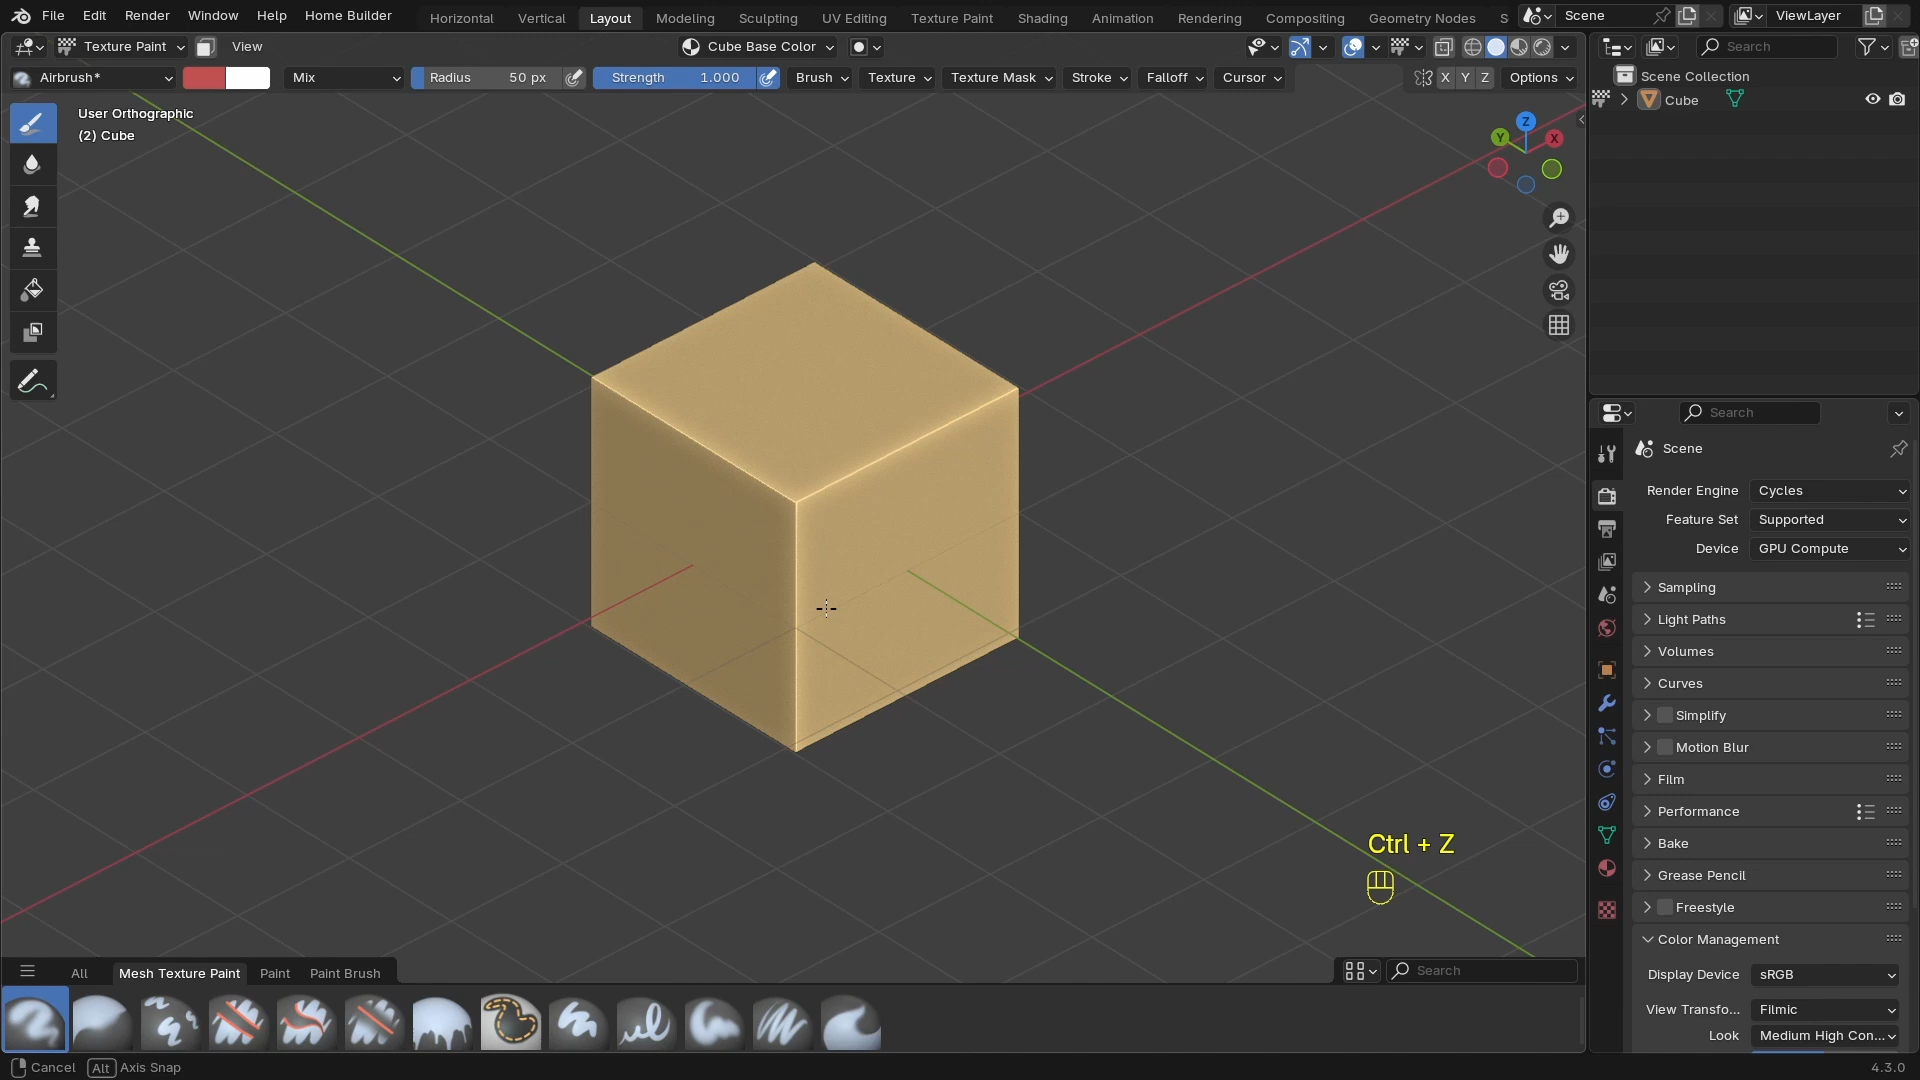 File Edit Render Window Help Home Builder Horizontal Vertical Layout Modeling Sculpting UV Editing Texture Paint Shading Animation Rendering Compositing Geometry Nodes S Scene ViewLayer
Texture Paint View Cube Base Color Search
Airbrush* Mix Radius 50 px Strength 1.000 Brush Texture Texture Mask Stroke Falloff Cursor X Y Z Options
Scene Collection
Cube
User Orthographic
(2) Cube
Z
Y X
Search
Scene
Render Engine Cycles
Feature Set Supported
Device GPU Compute
Sampling
Light Paths
Volumes
Curves
Simplify
Motion Blur
Film
Performance
Bake
Grease Pencil
Freestyle
Color Management
Display Device sRGB
View Transfo... Filmic
Look Medium High Con...
Ctrl + Z
All Mesh Texture Paint Paint Paint Brush Search
Cancel Alt Axis Snap 4.3.0